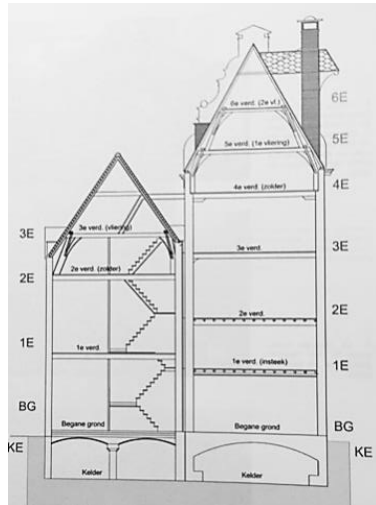 6E
6e verd. (2e vl.)
5E
5e verd. (1e vliering)
4E
4e verd. (zolder)
3E
3e verd. (vliering)
3E
3e verd.
2E
2e verd. (zolder)
2E
2e verd.
1E
1e verd.
1e verd. (insteek)
1E
BG
Begane grond
Begane grond
BG
KE
KE
Kelder
Kelder